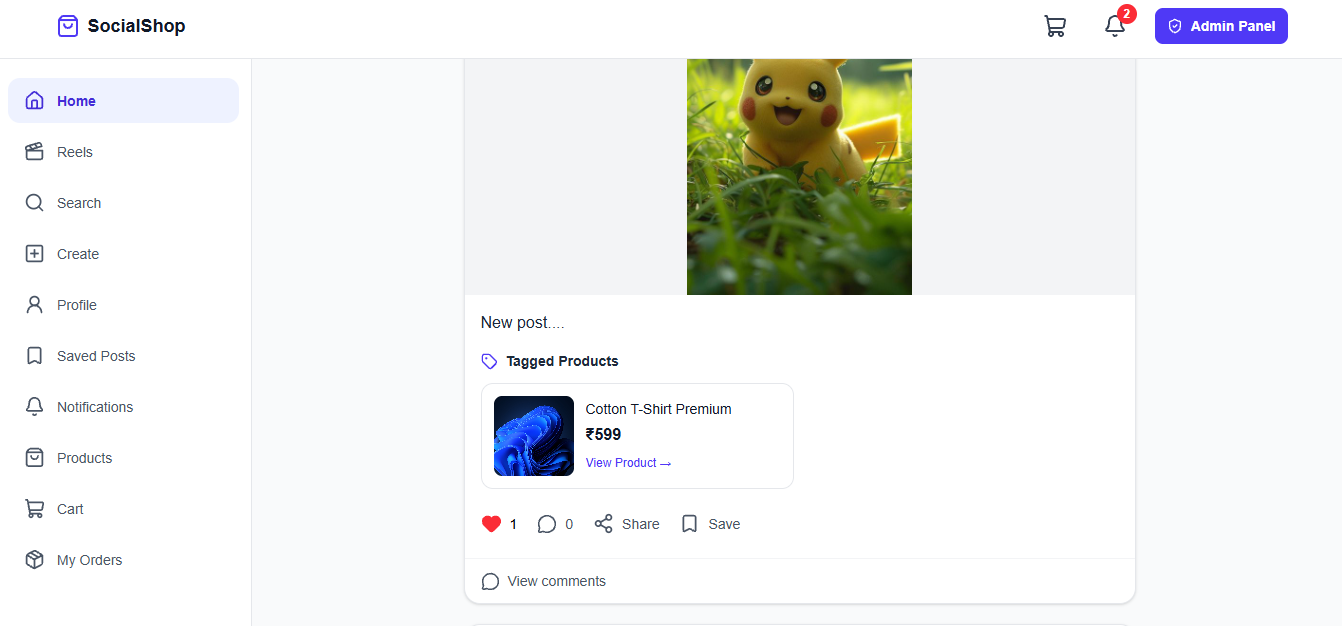 SocialShop
2
Admin Panel
Home
Reels
Search
Create
Profile
Saved Posts
Notifications
Products
Cart
My Orders
New post....
Tagged Products
Cotton T-Shirt Premium
₹599
View Product →
1 0 Share Save
View comments